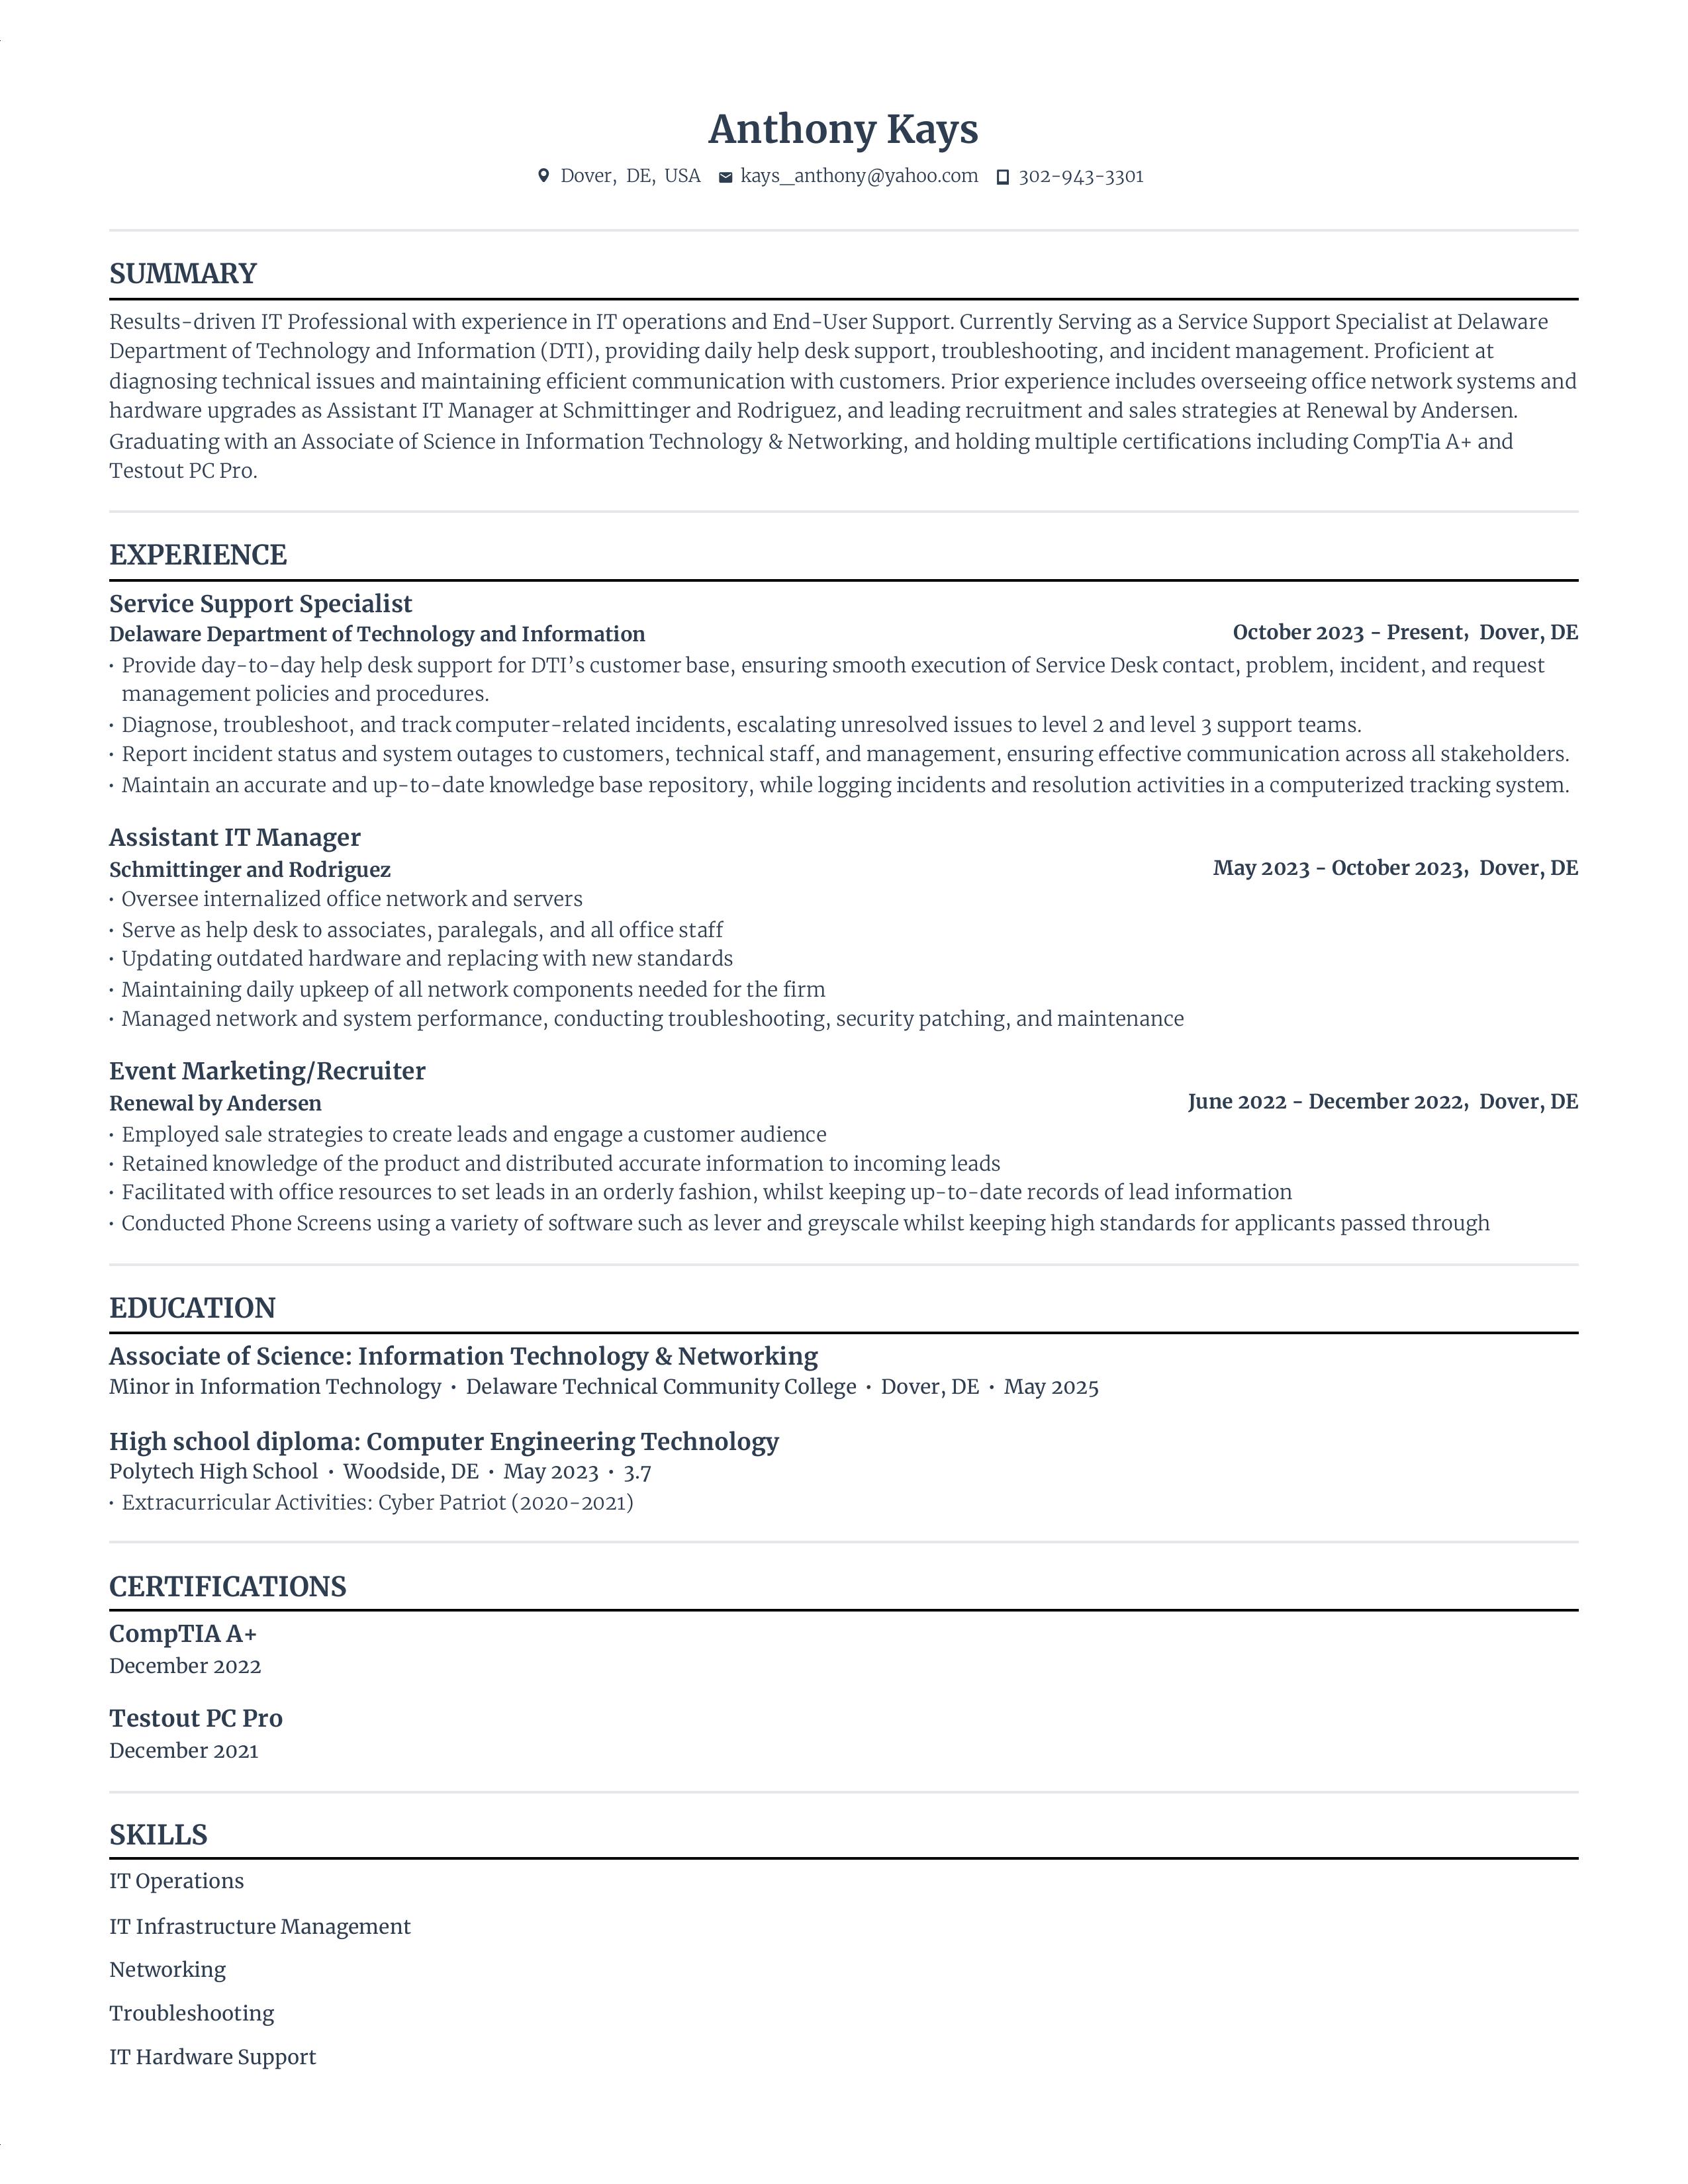 Anthony Kays
Dover, DE, USA kays_anthony@yahoo.com 302-943-3301
SUMMARY
Results-driven IT Professional with experience in IT operations and End-User Support. Currently Serving as a Service Support Specialist at Delaware
Department of Technology and Information (DTI), providing daily help desk support, troubleshooting, and incident management. Proficient at
diagnosing technical issues and maintaining efficient communication with customers. Prior experience includes overseeing office network systems and
hardware upgrades as Assistant IT Manager at Schmittinger and Rodriguez, and leading recruitment and sales strategies at Renewal by Andersen.
Graduating with an Associate of Science in Information Technology & Networking, and holding multiple certifications including CompTia A+ and
Testout PC Pro.
EXPERIENCE
Service Support Specialist
Delaware Department of Technology and Information October 2023 - Present, Dover, DE
• Provide day-to-day help desk support for DTI’s customer base, ensuring smooth execution of Service Desk contact, problem, incident, and request
management policies and procedures.
• Diagnose, troubleshoot, and track computer-related incidents, escalating unresolved issues to level 2 and level 3 support teams.
• Report incident status and system outages to customers, technical staff, and management, ensuring effective communication across all stakeholders.
• Maintain an accurate and up-to-date knowledge base repository, while logging incidents and resolution activities in a computerized tracking system.
Assistant IT Manager
Schmittinger and Rodriguez May 2023 - October 2023, Dover, DE
• Oversee internalized office network and servers
• Serve as help desk to associates, paralegals, and all office staff
• Updating outdated hardware and replacing with new standards
• Maintaining daily upkeep of all network components needed for the firm
• Managed network and system performance, conducting troubleshooting, security patching, and maintenance
Event Marketing/Recruiter
Renewal by Andersen June 2022 - December 2022, Dover, DE
• Employed sale strategies to create leads and engage a customer audience
• Retained knowledge of the product and distributed accurate information to incoming leads
• Facilitated with office resources to set leads in an orderly fashion, whilst keeping up-to-date records of lead information
• Conducted Phone Screens using a variety of software such as lever and greyscale whilst keeping high standards for applicants passed through
EDUCATION
Associate of Science: Information Technology & Networking
Minor in Information Technology • Delaware Technical Community College • Dover, DE • May 2025
High school diploma: Computer Engineering Technology
Polytech High School • Woodside, DE • May 2023 • 3.7
• Extracurricular Activities: Cyber Patriot (2020-2021)
CERTIFICATIONS
CompTIA A+
December 2022
Testout PC Pro
December 2021
SKILLS
IT Operations
IT Infrastructure Management
Networking
Troubleshooting
IT Hardware Support